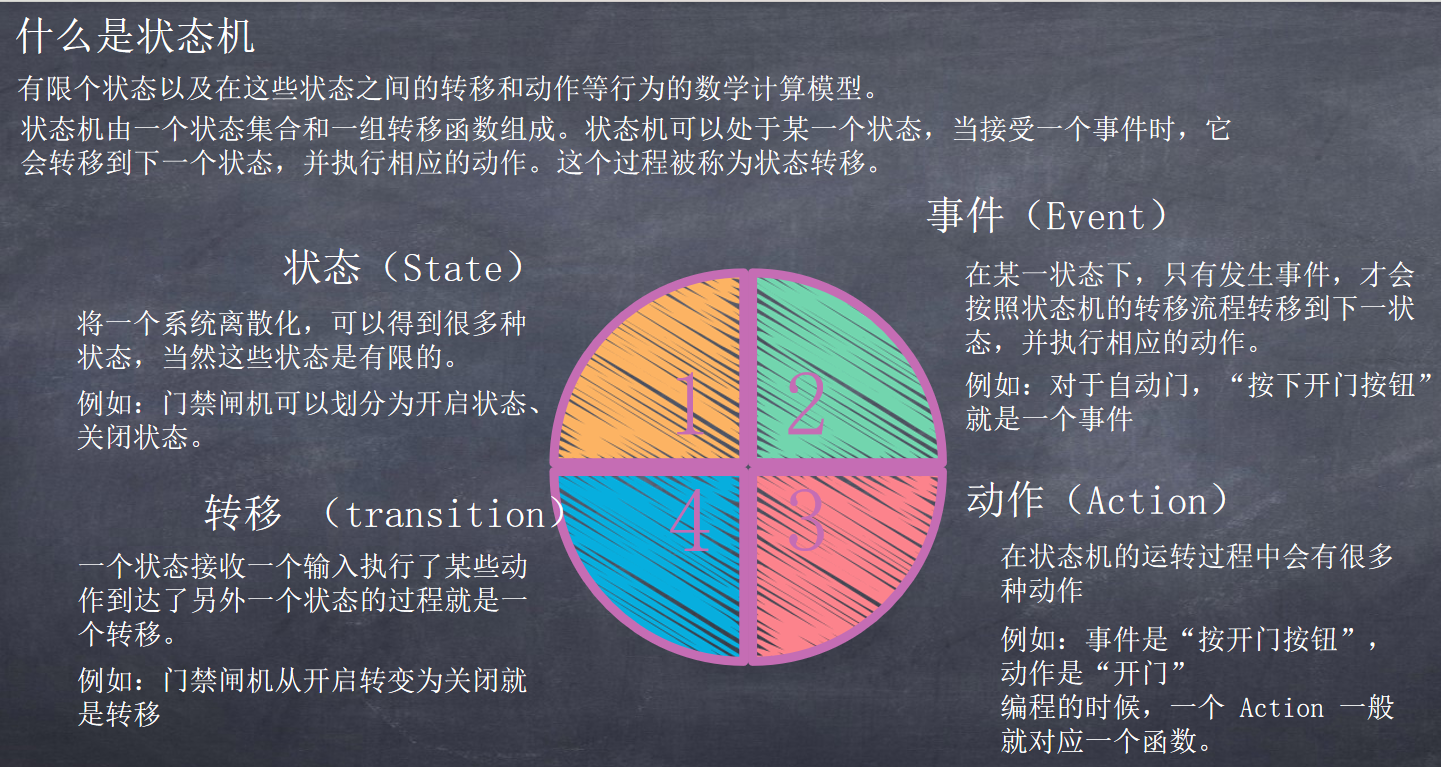 什么是状态机
有限个状态以及在这些状态之间的转移和动作等行为的数学计算模型。
状态机由一个状态集合和一组转移函数组成。状态机可以处于某一个状态，当接受一个事件时，它
会转移到下一个状态，并执行相应的动作。这个过程被称为状态转移。
状态（State）
将一个系统离散化，可以得到很多种
状态，当然这些状态是有限的。
例如：门禁闸机可以划分为开启状态、
关闭状态。
1
事件（Event）
在某一状态下，只有发生事件，才会
按照状态机的转移流程转移到下一状
态，并执行相应的动作。
例如：对于自动门，“按下开门按钮”
就是一个事件
2
动作（Action）
在状态机的运转过程中会有很多
种动作
例如：事件是“按开门按钮”，
动作是“开门”
编程的时候，一个 Action 一般
就对应一个函数。
3
转移 （transition）
一个状态接收一个输入执行了某些动
作到达了另外一个状态的过程就是一
个转移。
例如：门禁闸机从开启转变为关闭就
是转移
4